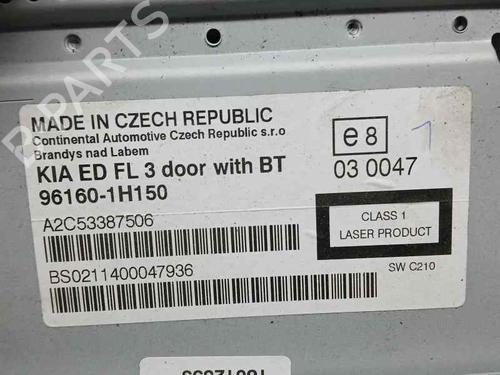 MADE IN CZECH REPUBLIC
Continental Automotive Czech Republic s.r.o
Brandys nad Labem
KIA ED FL 3 door with BT
96160-1H150
A2C53387506
BS0211400047936
e8
1
03 0047
CLASS 1
LASER PRODUCT
SW C210